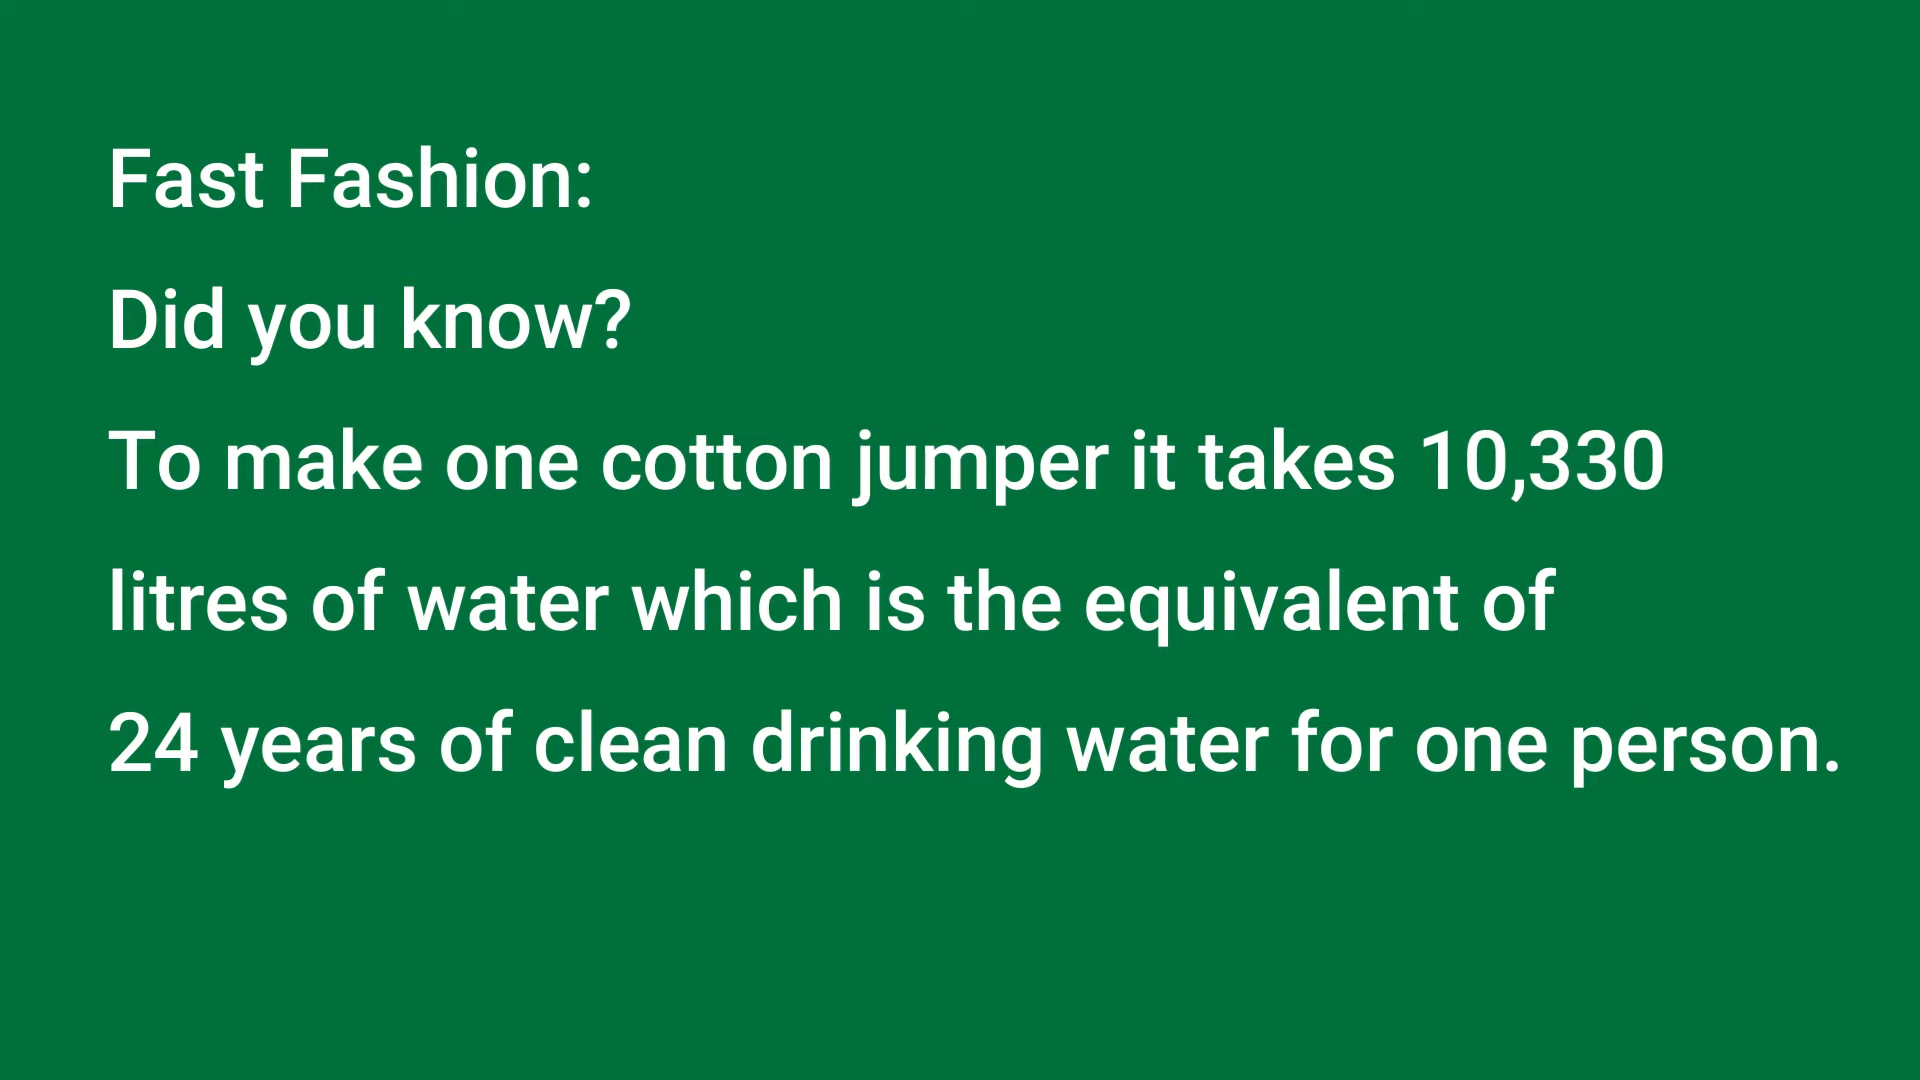 Fast Fashion:
Did you know?
To make one cotton jumper it takes 10,330
litres of water which is the equivalent of
24 years of clean drinking water for one person.